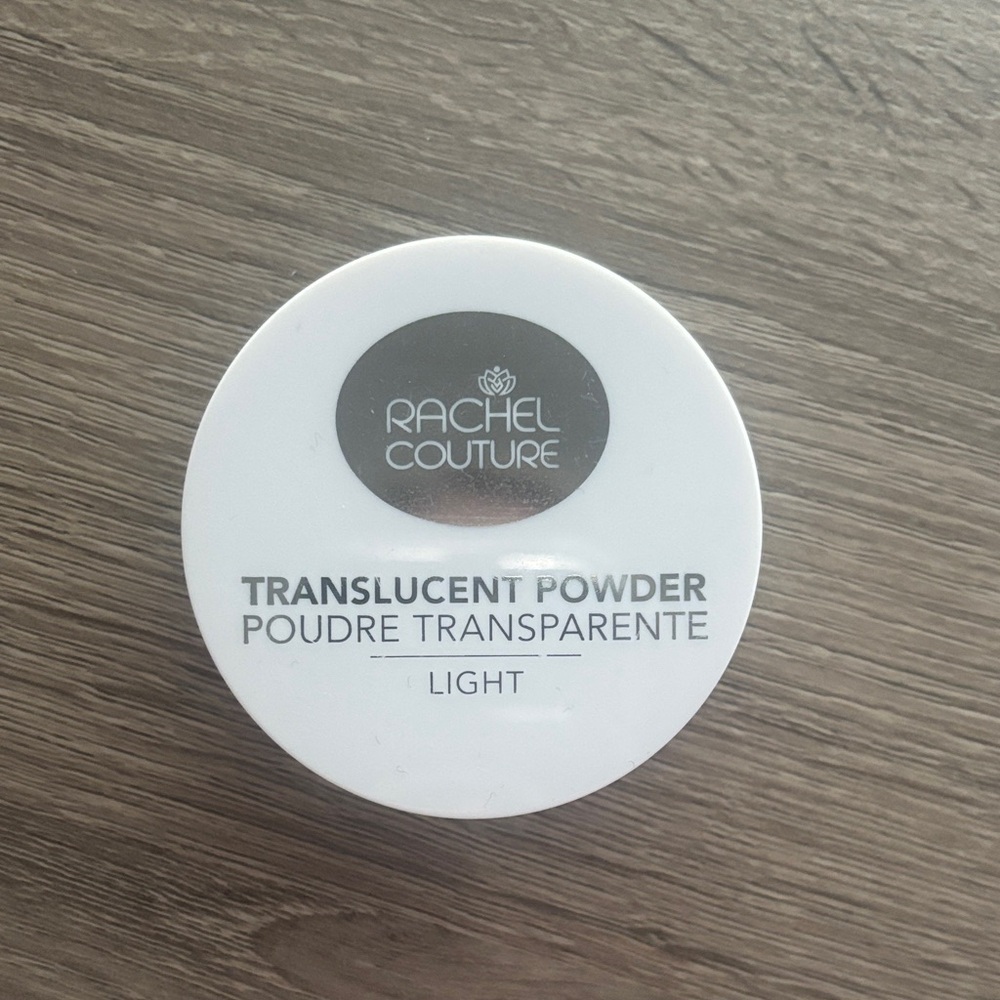 RACHEL
COUTURE
TRANSLUCENT POWDER
POUDRE TRANSPARENTE
LIGHT